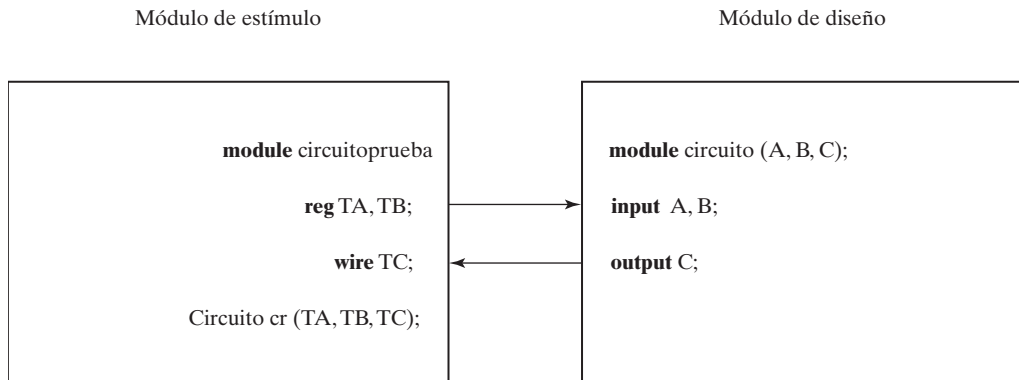 Módulo de estímulo
Módulo de diseño
module circuitoprueba
reg TA, TB;
wire TC;
Circuito cr (TA, TB, TC);
module circuito (A, B, C);
input A, B;
output C;